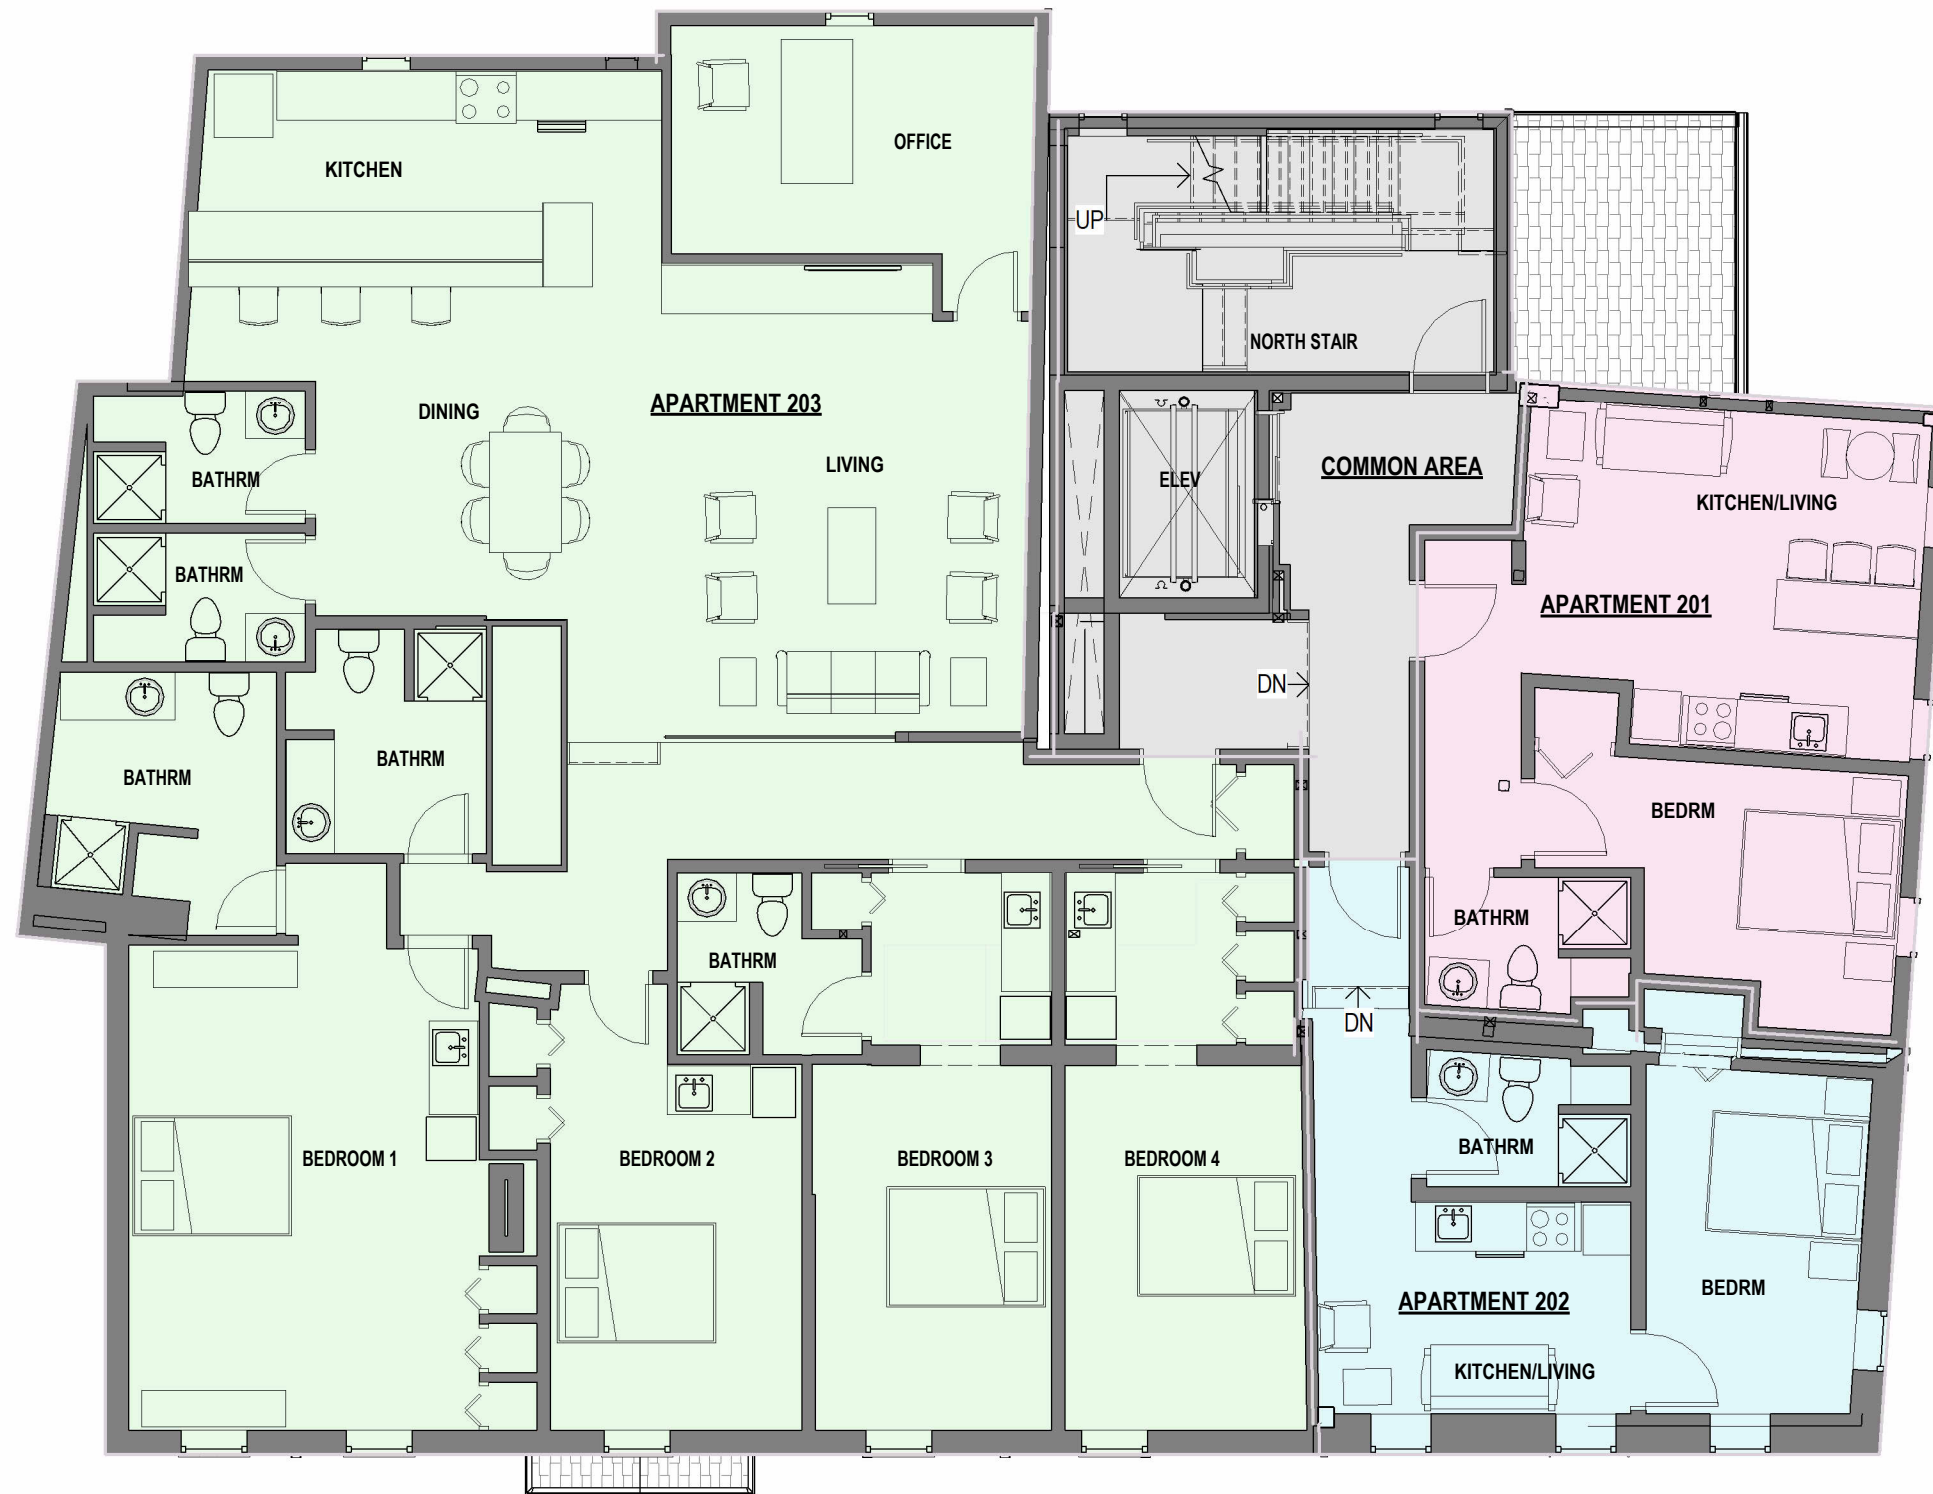 OFFICE
KITCHEN
UP
NORTH STAIR
DINING
APARTMENT 203
LIVING
BATHRM
ELEV
COMMON AREA
KITCHEN/LIVING
BATHRM
APARTMENT 201
DN
BATHRM
BATHRM
BEDRM
BATHRM
BATHRM
DN
BEDROOM 1
BEDROOM 2
BEDROOM 3
BEDROOM 4
BATHRM
APARTMENT 202
BEDRM
KITCHEN/LIVING